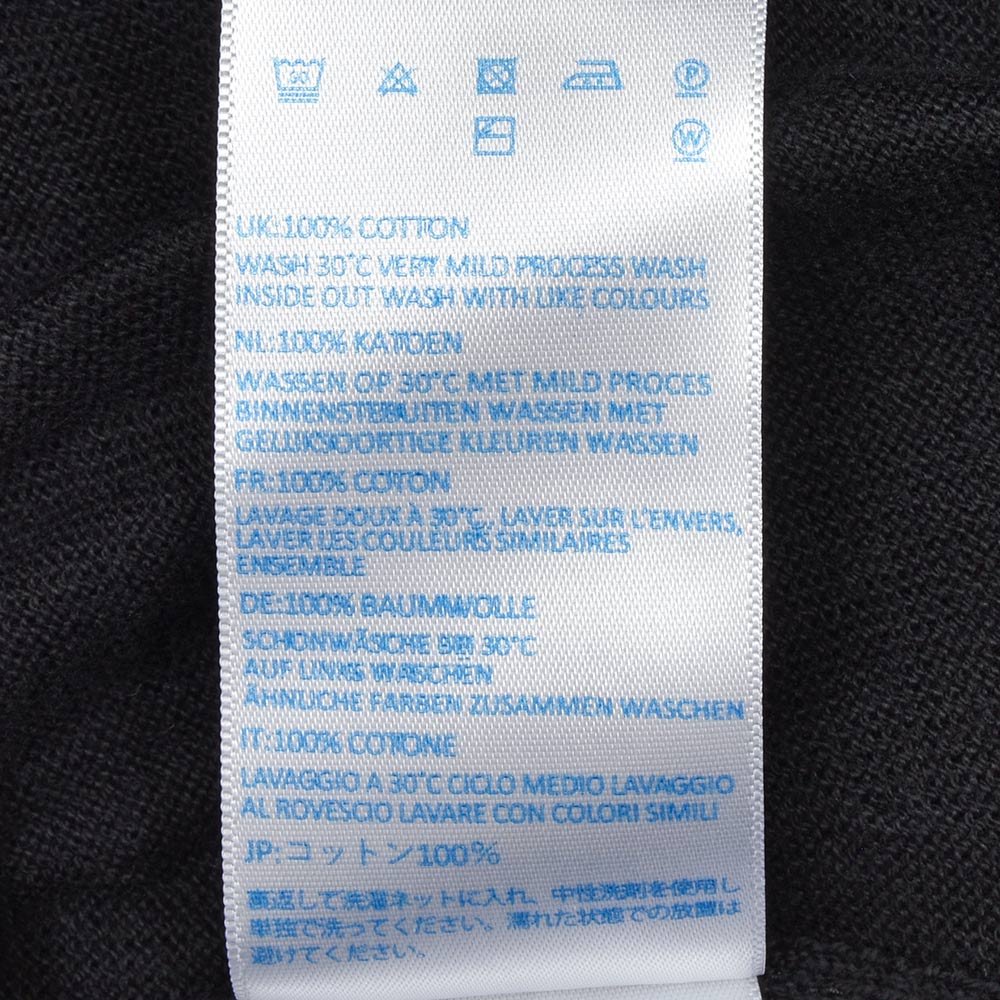 30
P
W
UK:100% COTTON
WASH 30°C VERY MILD PROCESS WASH
INSIDE OUT WASH WITH LIKE COLOURS
NL:100% KATOEN
WASSEN OP 30°C MET MILD PROCES
BINNENSTEBUITEN WASSEN MET
GELIJKSOORTIGE KLEUREN WASSEN
FR:100% COTON
LAVAGE DOUX A 30°C, LAVER SUR L'ENVERS,
LAVER LES COULEURS SIMILAIRES
ENSEMBLE
DE:100% BAUMWOLLE
SCHONWÄSCHE 30°C
AUF LINKS WASCHEN
ÄHNLICHE FARBEN ZUSAMMEN WASCHEN
IT:100% COTTONE
LAVAGGIO A 30°C CICLO MEDIO LAVAGGIO
AL ROVESCIO LAVARE CON COLORI SIMILI
JP:コットン100%
裏返しで洗濯ネットに入れ、中性洗剤を使用し
単独で洗ってください。濡れた状態での放置は
避けてください。